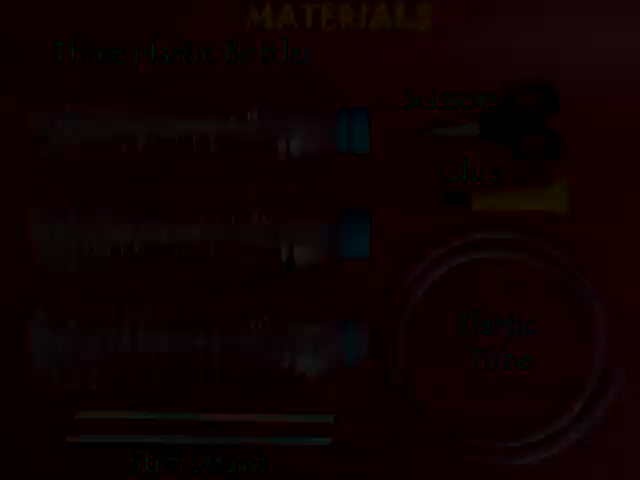 MATERIALS
Three Plastic Bottles
Scissors
Glue
Plastic
Tube